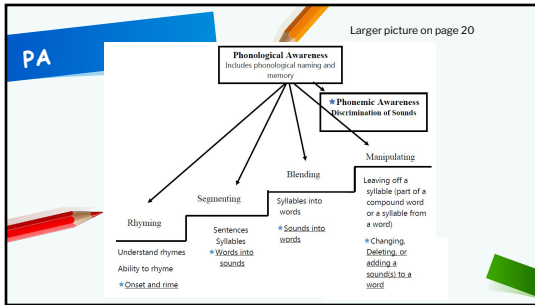 Larger picture on page 20
PA
Phonological Awareness
Includes phonological naming and
memory
★ Phonemic Awareness
Discrimination of Sounds
Rhyming
Understand rhymes
Ability to rhyme
★Onset and rime
Segmenting
Sentences
Syllables
★Words into
sounds
Blending
Syllables into
words
★Sounds into
words
Manipulating
Leaving off a
syllable (part of a
compound word
or a syllable from
a word)
★Changing,
Deleting, or
adding a
sound(s) to a
word